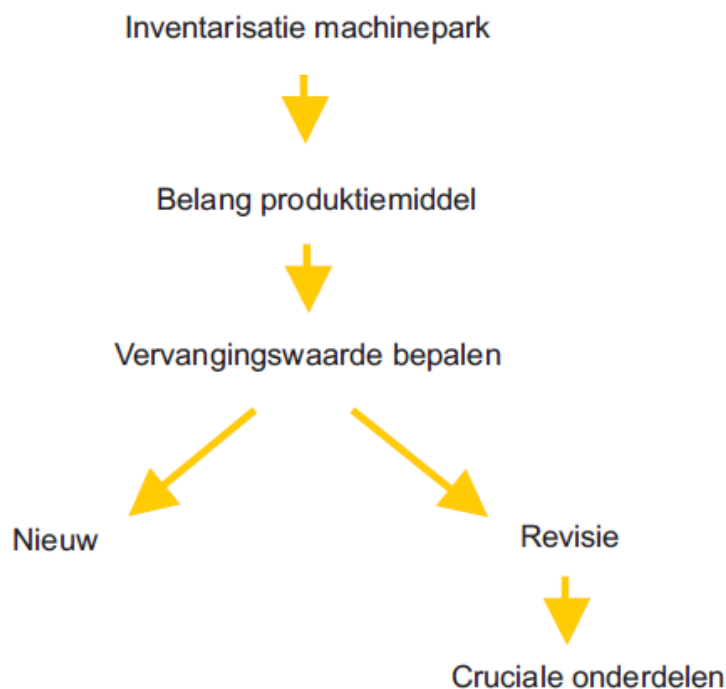 Inventarisatie machinepark
Belang produktiemiddel
Vervangingswaarde bepalen
Nieuw
Revisie
Cruciale onderdelen